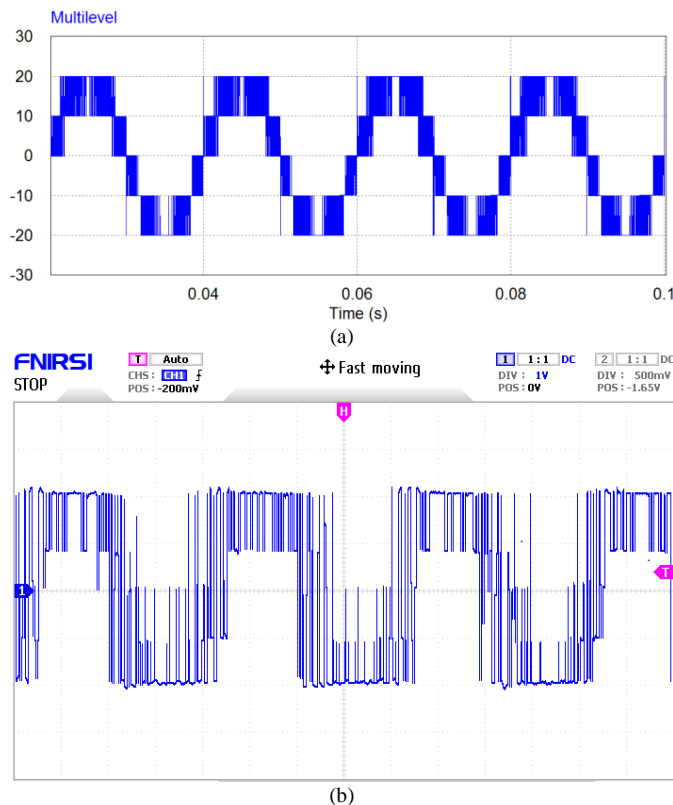 Multilevel
30
20
10
0
-10
-20
-30
0.04 0.06 0.08 0.1
Time (s)
(a)
FNIRSI
STOP
T Auto
CHS: CH1
POS:-200mV
Fast moving
1 1:1 DC
DIV: 1V
POS: 0V
2 1:1 DC
DIV: 500mV
POS:-1.65V
H
1
T
(b)